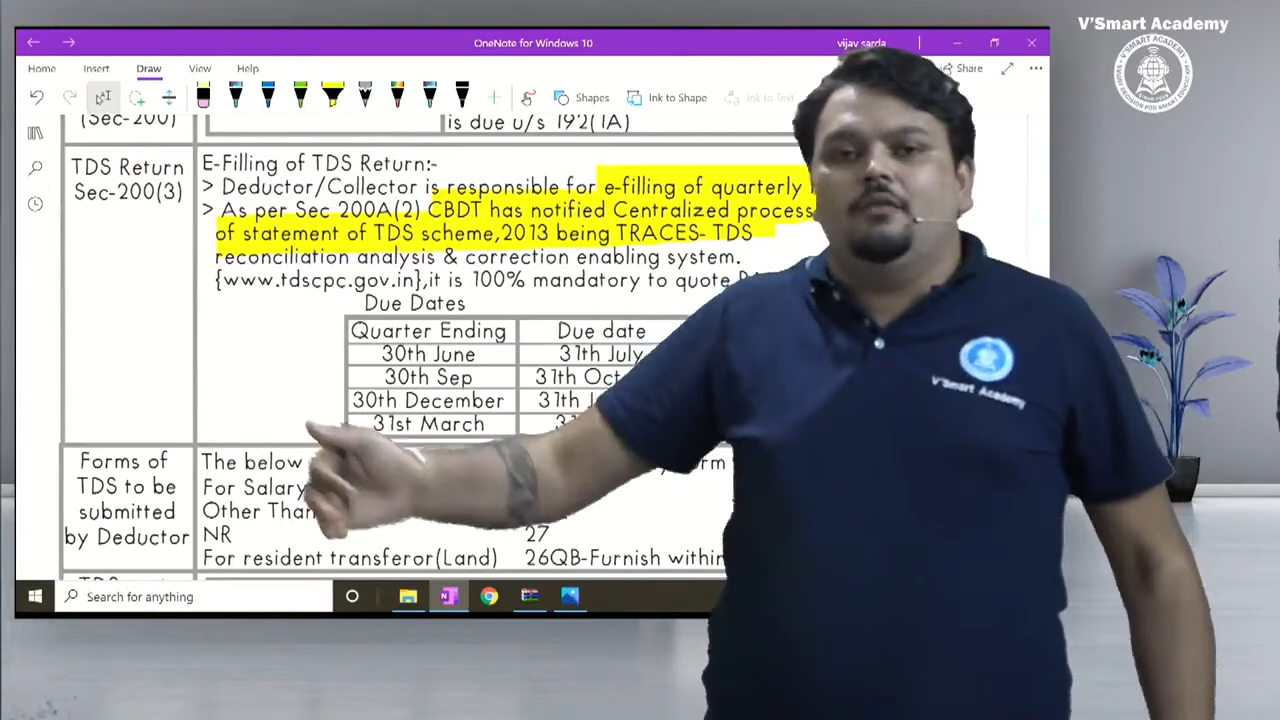 V'Smart Academy
OneNote for Windows 10
vijay sarda
Home Insert Draw View Help
Share
Shapes Ink to Shape Ink to Text
(Sec-200)
is due u/s 192(1A)
TDS Return
Sec-200(3)
E-Filling of TDS Return:-
> Deductor/Collector is responsible for e-filling of quarterly
> As per Sec 200A(2) CBDT has notified Centralized process
of statement of TDS scheme,2013 being TRACES- TDS
reconciliation analysis & correction enabling system.
{www.tdscpc.gov.in},it is 100% mandatory to quote
Due Dates
Quarter Ending Due date
30th June 31th July
30th Sep 31th Oct
30th December 31th
31st March
Forms of
TDS to be
submitted
by Deductor
The below
For Salary
Other Than
NR 27
For resident transferor(Land) 26QB-Furnish within
Search for anything
V'Smart Academy